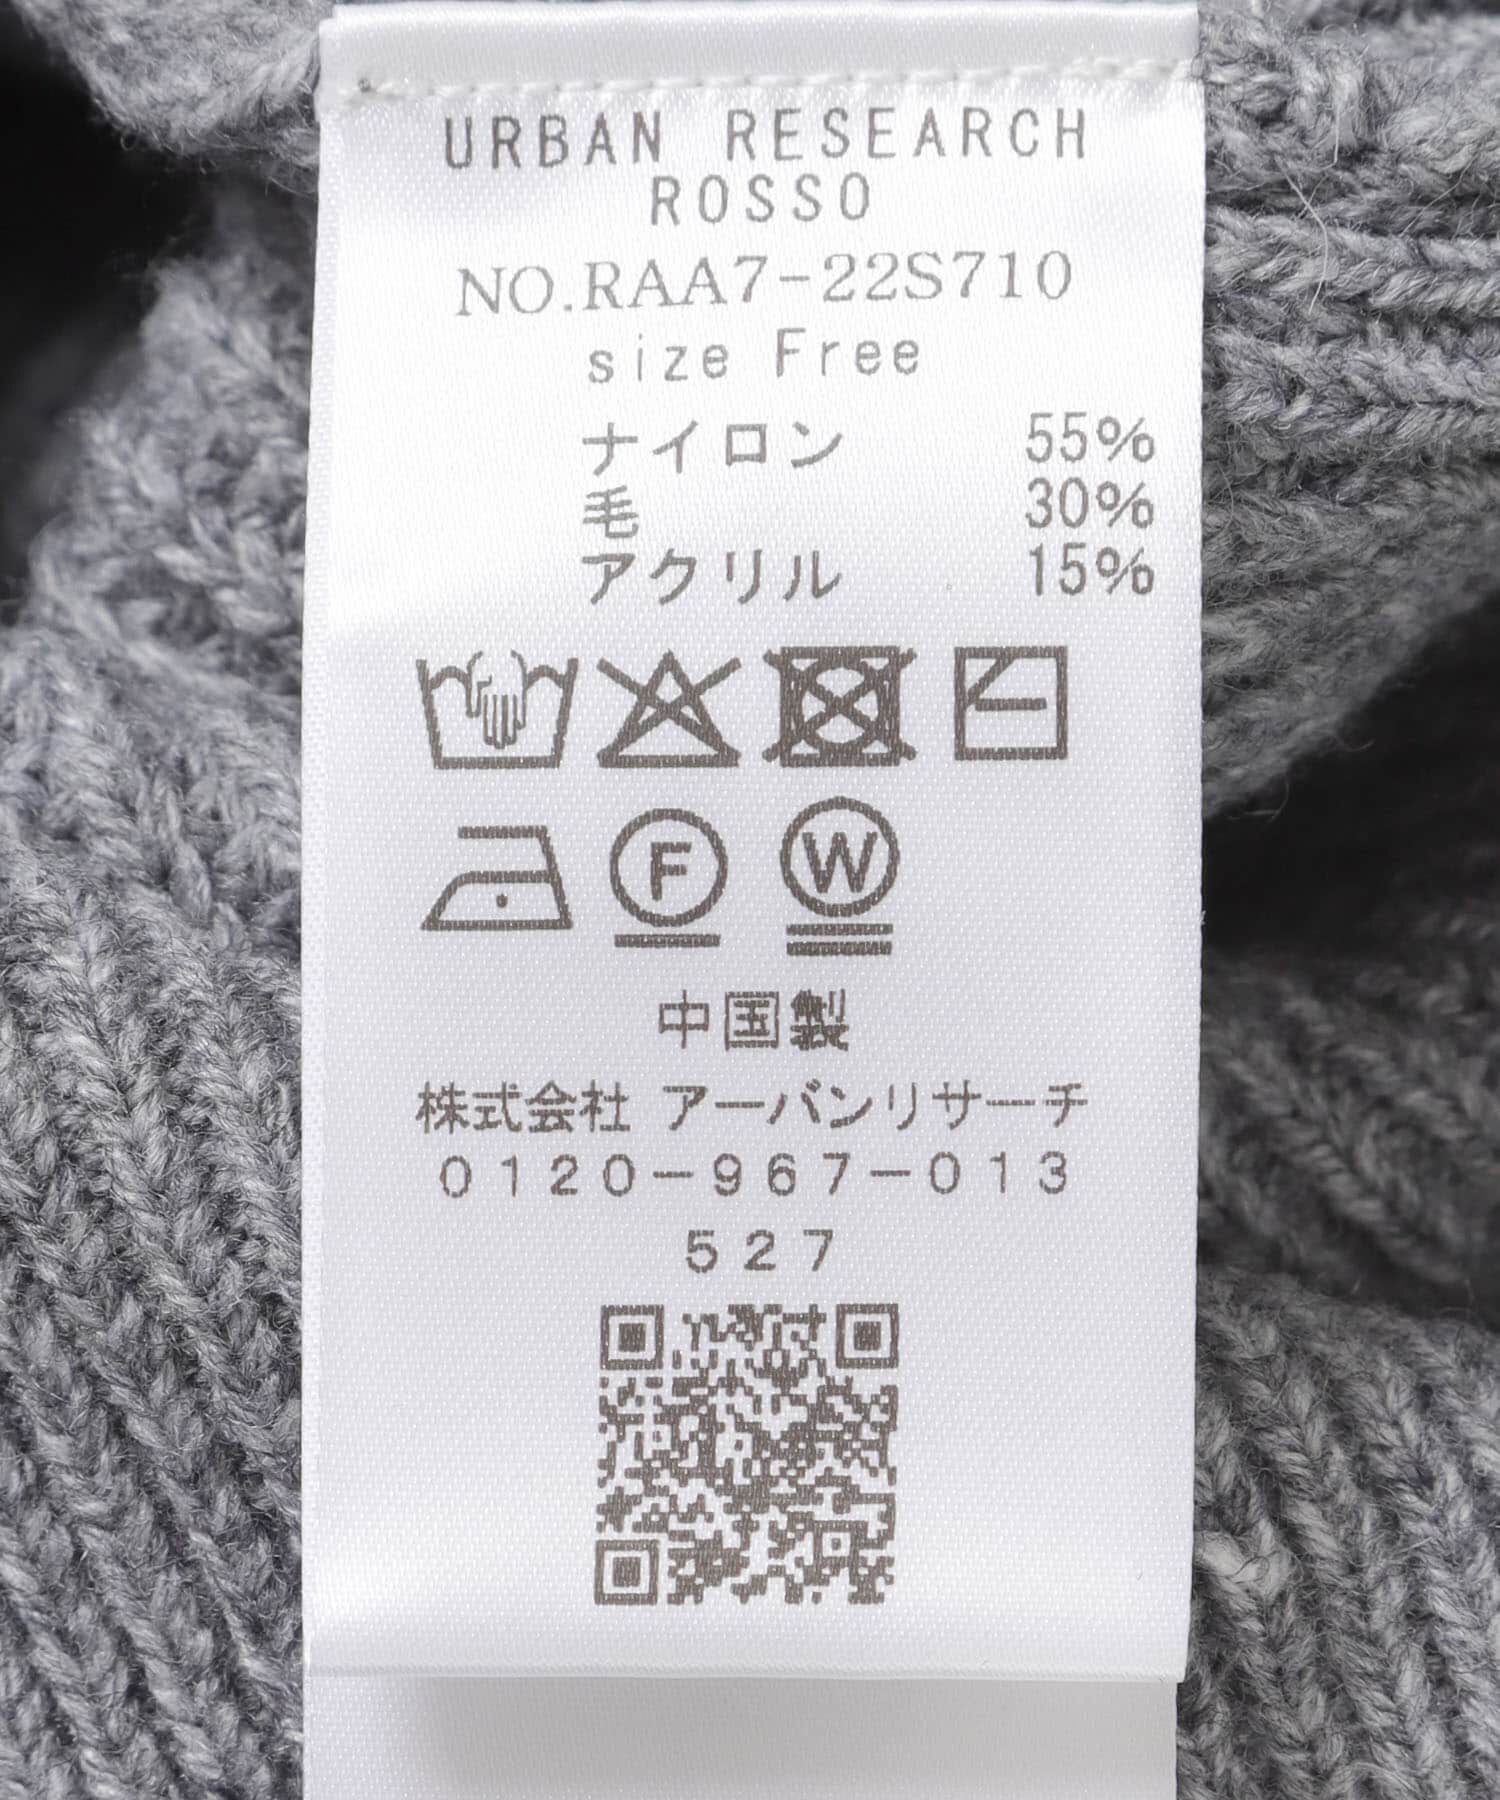 URBAN RESEARCH
ROSSO
NO.RAA7-22S710
size Free
ナイロン 55%
毛 30%
アクリル 15%
F W
中国製
株式会社 アーバンリサーチ
0120-967-013
527